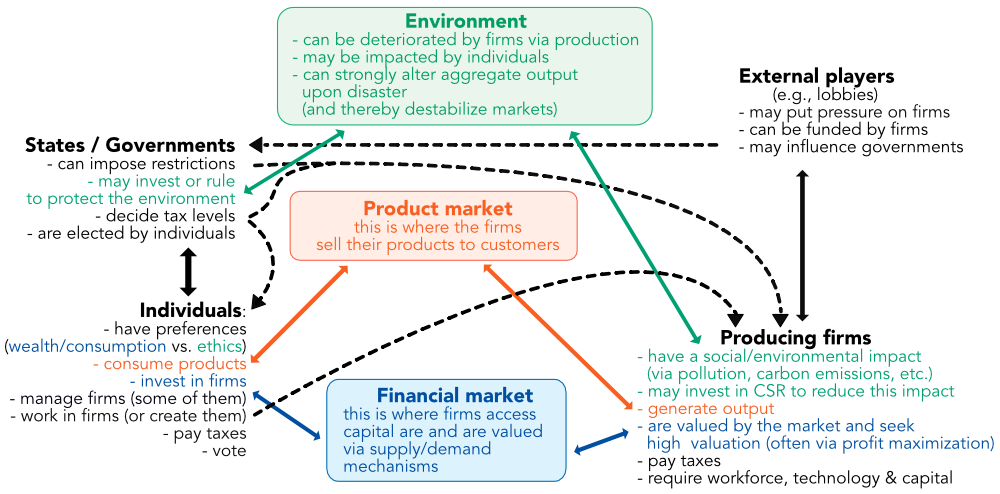 Environment
- can be deteriorated by firms via production
- may be impacted by individuals
- can strongly alter aggregate output
upon disaster
(and thereby destabilize markets)
External players
(e.g., lobbies)
- may put pressure on firms
- can be funded by firms
- may influence governments
States / Governments
- can impose restrictions
- may invest or rule
to protect the environment
- decide tax levels
- are elected by individuals
Product market
this is where the firms
sell their products to customers
Individuals:
- have preferences
(wealth/consumption vs. ethics)
- consume products
- invest in firms
- manage firms (some of them)
- work in firms (or create them)
- pay taxes
- vote
Financial market
this is where firms access
capital are and are valued
via supply/demand
mechanisms
Producing firms
- have a social/environmental impact
(via pollution, carbon emissions, etc.)
- may invest in CSR to reduce this impact
- generate output
- are valued by the market and seek
high valuation (often via profit maximization)
- pay taxes
- require workforce, technology & capital